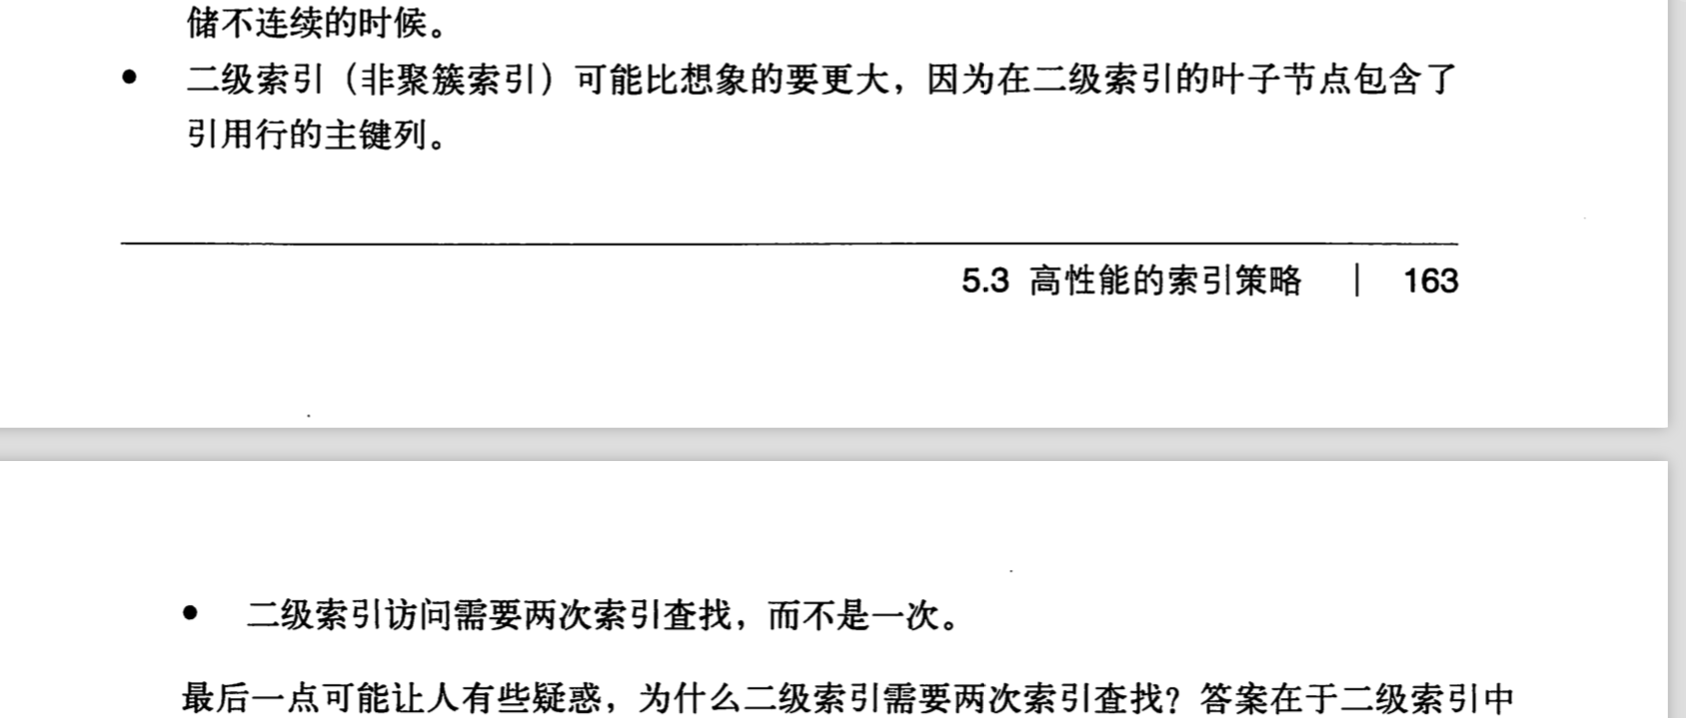 储不连续的时候。
● 二级索引（非聚簇索引）可能比想象的要更大，因为在二级索引的叶子节点包含了
引用行的主键列。
5.3 高性能的索引策略 | 163
● 二级索引访问需要两次索引查找，而不是一次。
最后一点可能让人有些疑惑，为什么二级索引需要两次索引查找？答案在于二级索引中